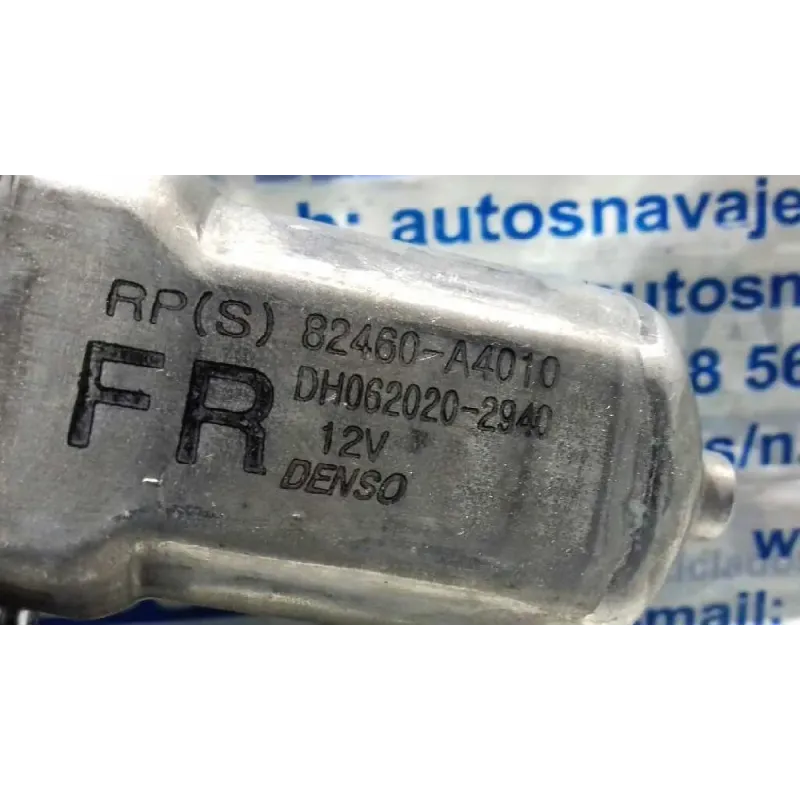 b: autosnavaje
autosn
RP(S) 82460-A4010
8 56
FR
DH062020-2940
12V
s/n
DENSO
w
mail: